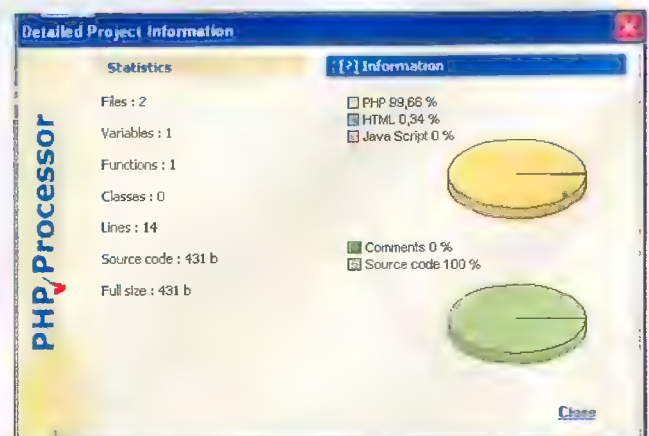 Detailed Project Information
Statistics
Files : 2
Variables : 1
Functions : 1
Classes : 0
Lines : 14
Source code : 431 b
Full size : 431 b
PHP Processor
[?] Information
PHP 99,66 %
HTML 0,34 %
Java Script 0 %
Comments 0 %
Source code 100 %
Close